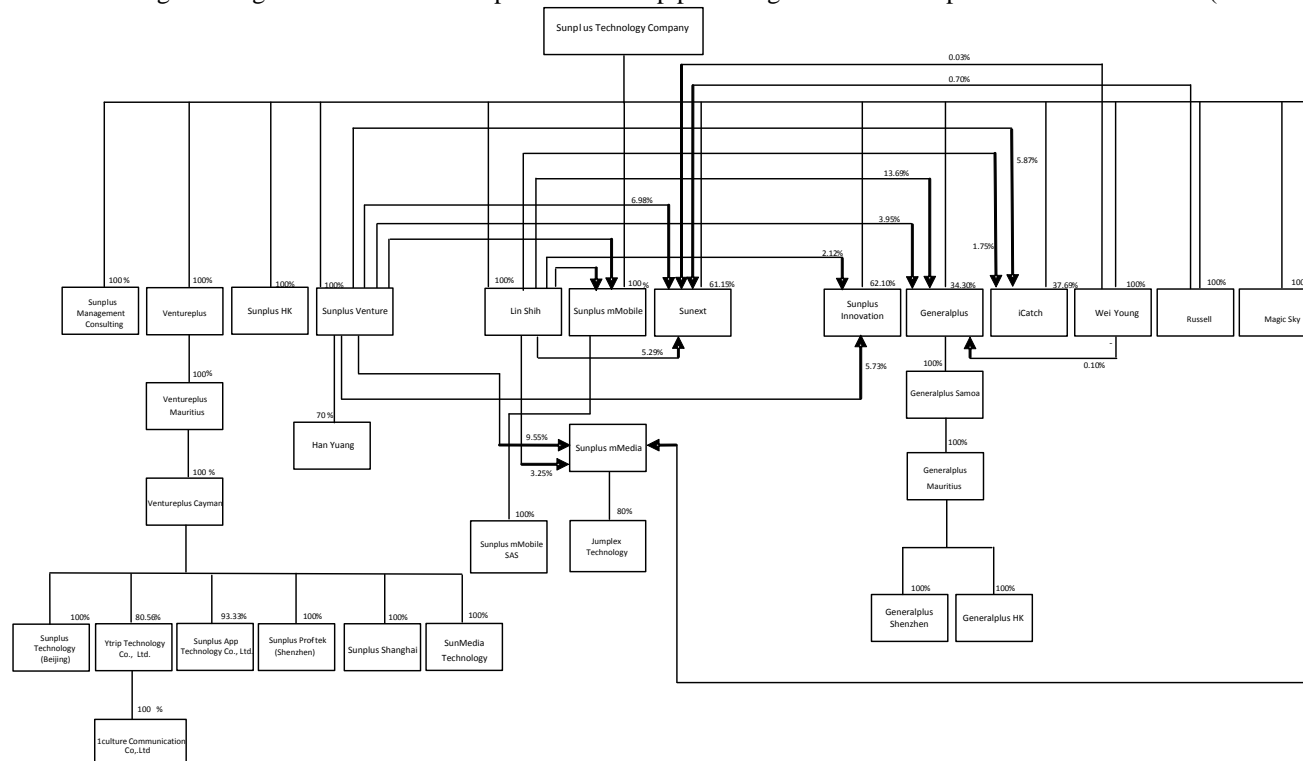 Sunplus Technology Company
0.03%
0.70%
5.87%
13.69%
6.98%
3.95%
1.75%
2.12%
100%
100%
100%
100%
100%
100%
61.15%
62.10%
34.30%
37.69%
100%
100%
100
Sunplus
Management
Consulting
Ventureplus
Sunplus HK
Sunplus Venture
Lin Shih
Sunplus mMobile
Sunext
Sunplus
Innovation
Generalplus
iCatch
Wei Young
Russell
Magic Sky
-
5.29%
5.73%
100%
0.10%
100%
Ventureplus
Mauritius
Generalplus Samoa
70%
Han Yuang
9.55%
Sunplus mMedia
3.25%
100%
Generalplus
Mauritius
100%
Ventureplus Cayman
100%
Sunplus mMobile
SAS
80%
Jumplex
Technology
100%
Generalplus
Shenzhen
100%
Generalplus HK
100%
80.56%
93.33%
100%
100%
100%
Sunplus
Technology
(Beijing)
Ytrip Technology
Co., Ltd.
Sunplus App
Technology Co., Ltd.
Sunplus Proftek
(Shenzhen)
Sunplus Shanghai
SunMedia
Technology
100 %
1culture Communication
Co,.Ltd